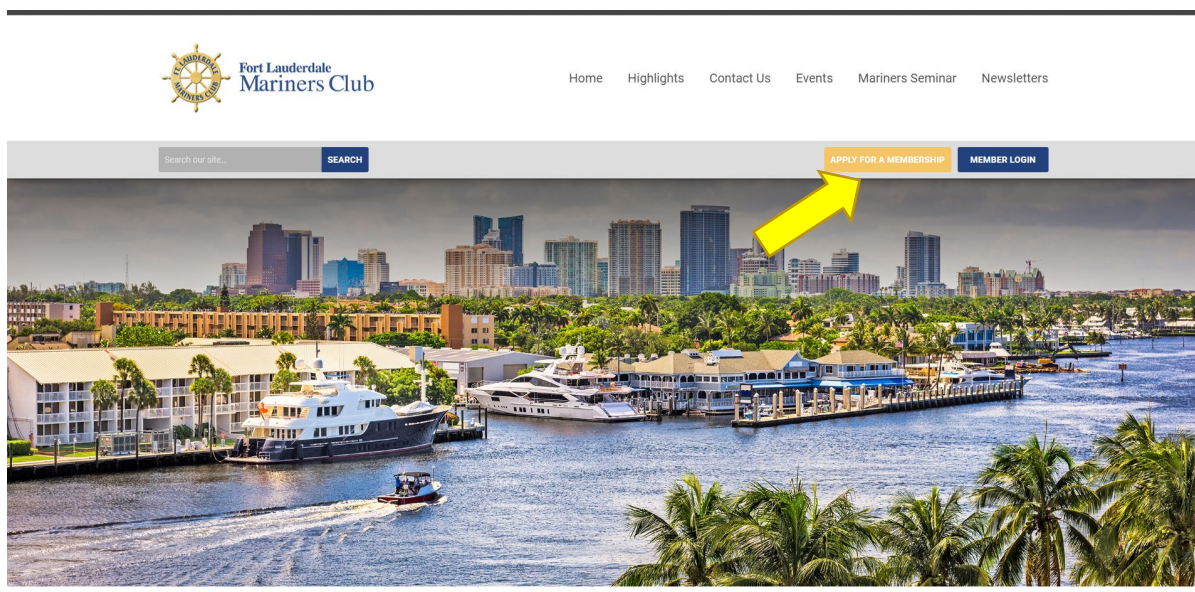 FT. LAUDERDALE
MARINERS CLUB
Fort Lauderdale
Mariners Club
Home Highlights Contact Us Events Mariners Seminar Newsletters
Search our site... SEARCH APPLY FOR A MEMBERSHIP MEMBER LOGIN